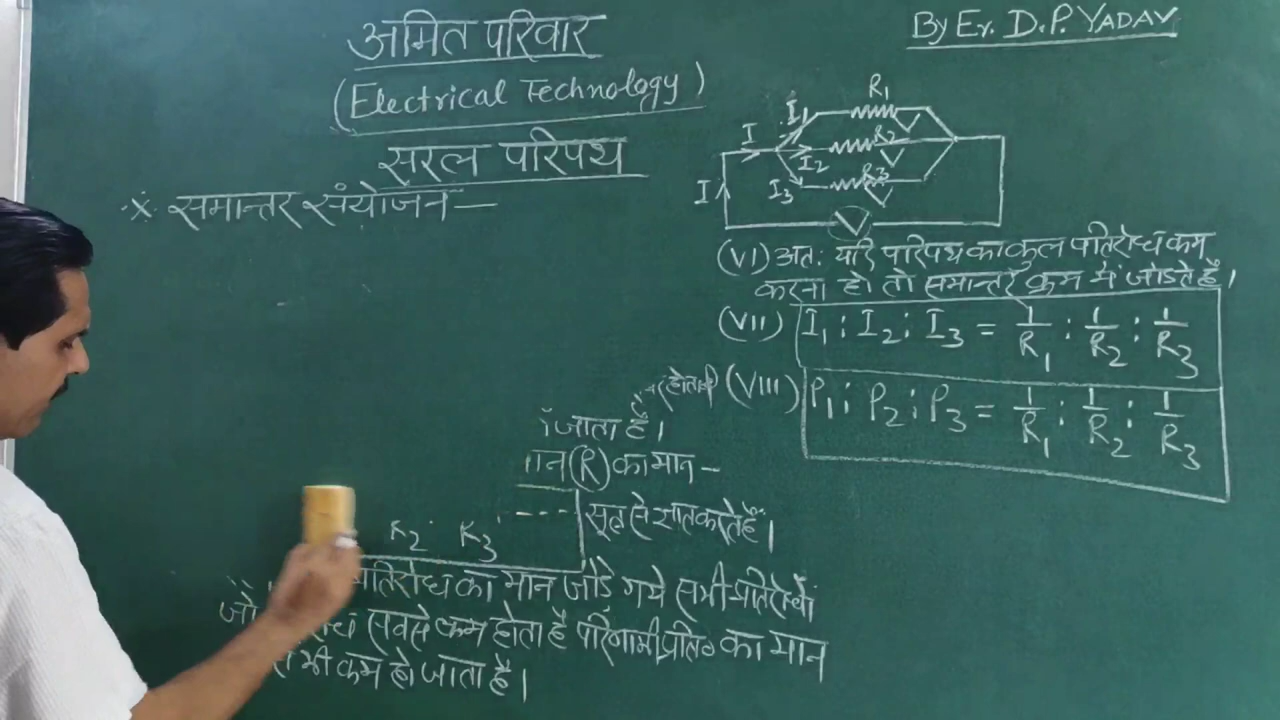 अमित परिवार
By Er. D.P. YADAV
(Electrical Technology)
सरल परिपथ
* समान्तर संयोजन—
R₁
I₁
I
R₂
I₂
R₃
I₃
I
V
V
V
V
(VI) अत: यदि परिपथ का कुल प्रतिरोध कम
करना हो तो समान्तर क्रम में जोडते हैं।
(VII) I₁ : I₂ : I₃ = 1/R₁ : 1/R₂ : 1/R₃
(VIII) P₁ : P₂ : P₃ = 1/R₁ : 1/R₂ : 1/R₃
जाता है।
(R) का मान –
R₂ R₃ ---- सूत्र से ज्ञात करते हैं।
प्रतिरोध का मान जोडे गये सभी प्रतिरोधों
जो सबसे कम होता है परिणामी प्रति० का मान
भी कम हो जाता है।